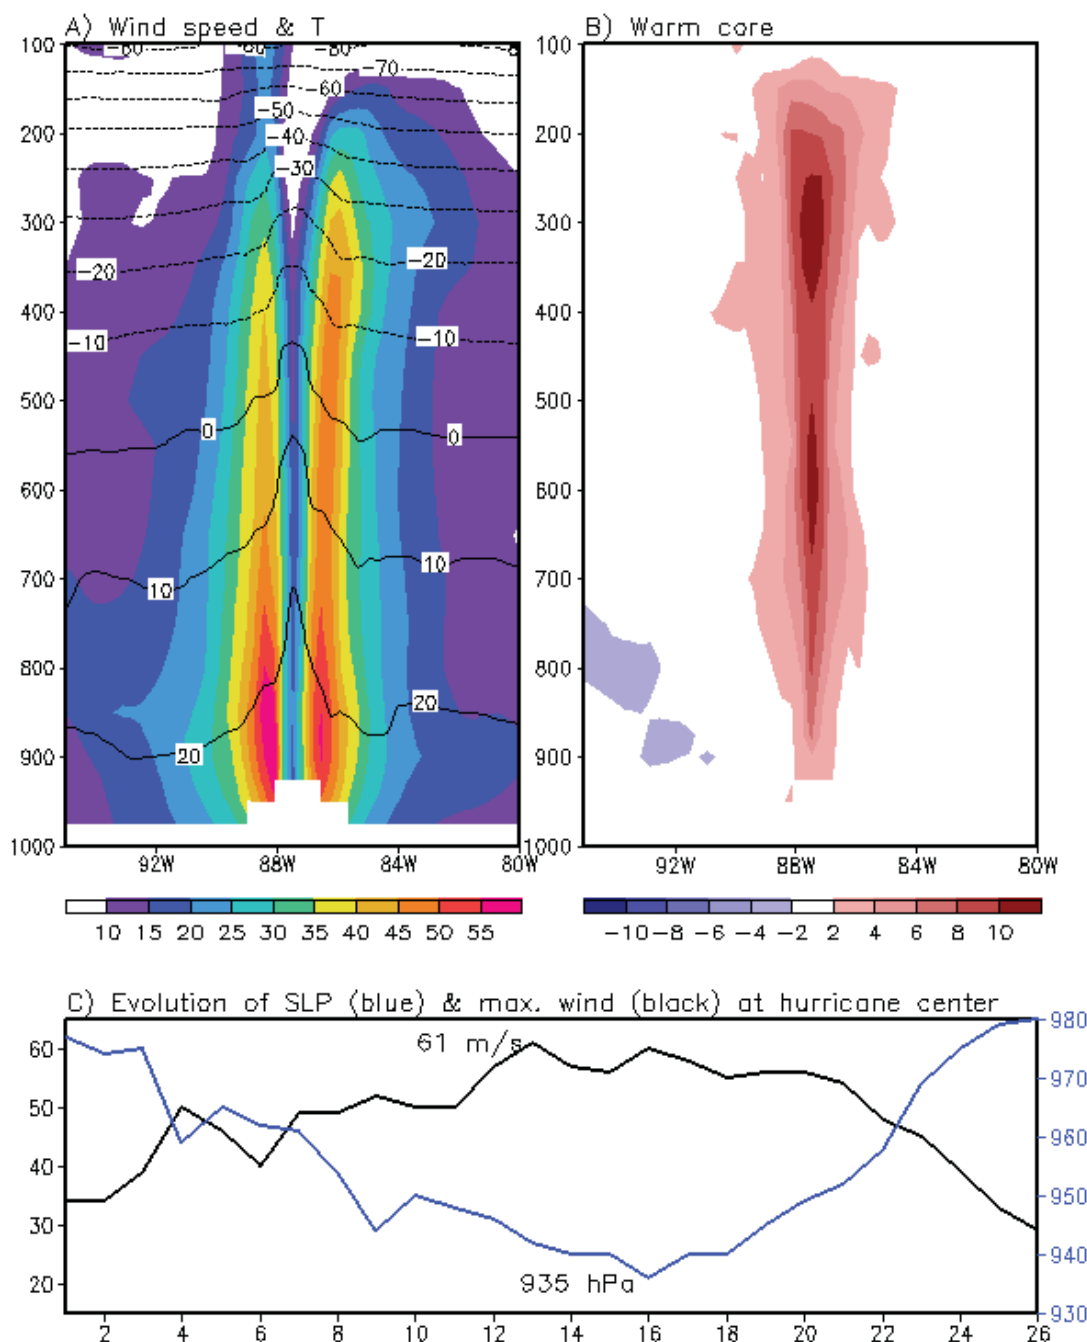 A) Wind speed & T
B) Warm core
100
200
300
400
500
600
700
800
900
1000
-80
-70
-60
-50
-40
-30
-20
-20
-10
-10
0
0
10
10
20
20
92W
88W
84W
80W
100
200
300
400
500
600
700
800
900
1000
92W
88W
84W
80W
10 15 20 25 30 35 40 45 50 55
-10 -8 -6 -4 -2 2 4 6 8 10
C) Evolution of SLP (blue) & max. wind (black) at hurricane center
61 m/s
935 hPa
60
50
40
30
20
980
970
960
950
940
930
2 4 6 8 10 12 14 16 18 20 22 24 26